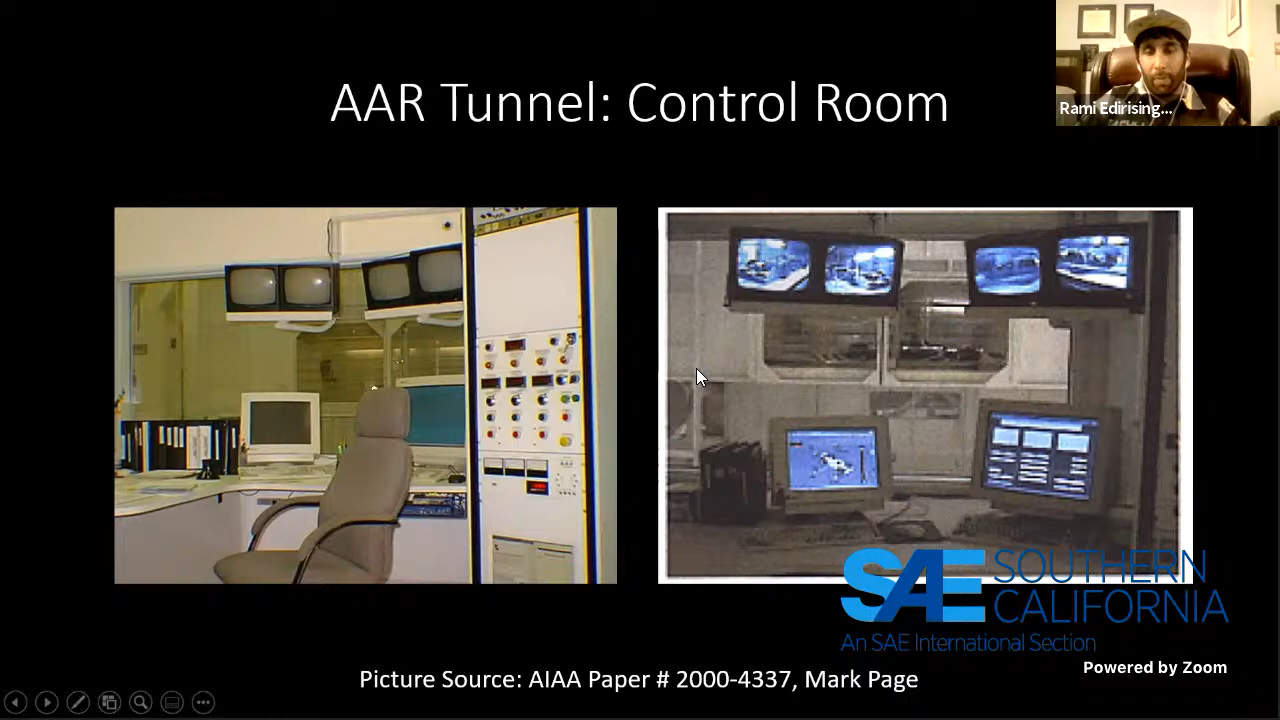 AAR Tunnel: Control Room
Rami Edirising...
SAE SOUTHERN
CALIFORNIA
An SAE International Section
Powered by Zoom
Picture Source: AIAA Paper # 2000-4337, Mark Page